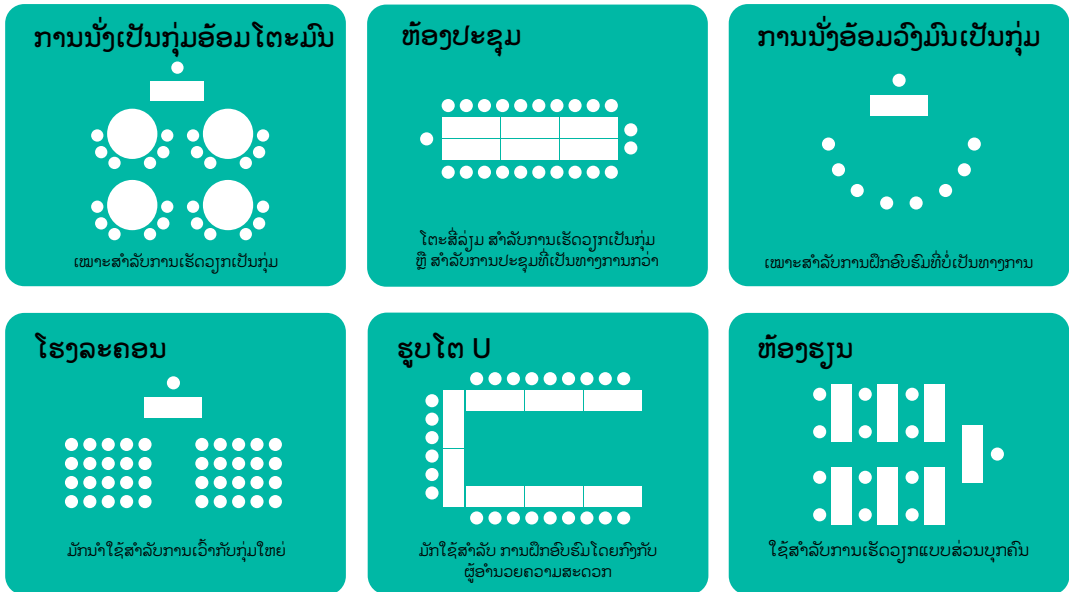 ການນັ່ງເປັນກຸ່ມອ້ອມໂຕະມົນ
ເໝາະສຳລັບການເຮັດວຽກເປັນກຸ່ມ
ຫ້ອງປະຊຸມ
ໂຕະສີ່ລ່ຽມ ສຳລັບການເຮັດວຽກເປັນກຸ່ມ
ຫຼື ສຳລັບການປະຊຸມທີ່ເປັນທາງການກວ່າ
ການນັ່ງອ້ອມວົງມົນເປັນກຸ່ມ
ເໝາະສຳລັບການຝຶກອົບຮົມທີ່ບໍ່ເປັນທາງການ
ໂຮງລະຄອນ
ມັກນຳໃຊ້ສຳລັບການເວົ້າກັບກຸ່ມໃຫຍ່
ຮູບໂຕ U
ມັກໃຊ້ສຳລັບ ການຝຶກອົບຮົມໂດຍກົງກັບ
ຜູ້ອຳນວຍຄວາມສະດວກ
ຫ້ອງຮຽນ
ໃຊ້ສຳລັບການເຮັດວຽກແບບສ່ວນບຸກຄົນ